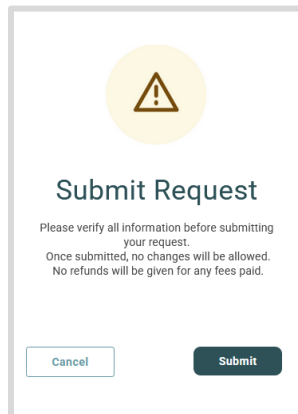 Submit Request
Please verify all information before submitting
your request.
Once submitted, no changes will be allowed.
No refunds will be given for any fees paid.
Cancel
Submit